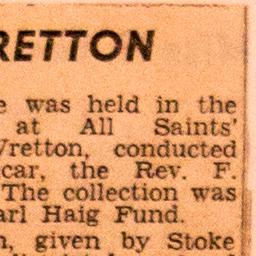 RETTON
e was held in the
at All Saints'
Wretton, conducted
car, the Rev. F.
The collection was
arl Haig Fund.
n, given by Stoke